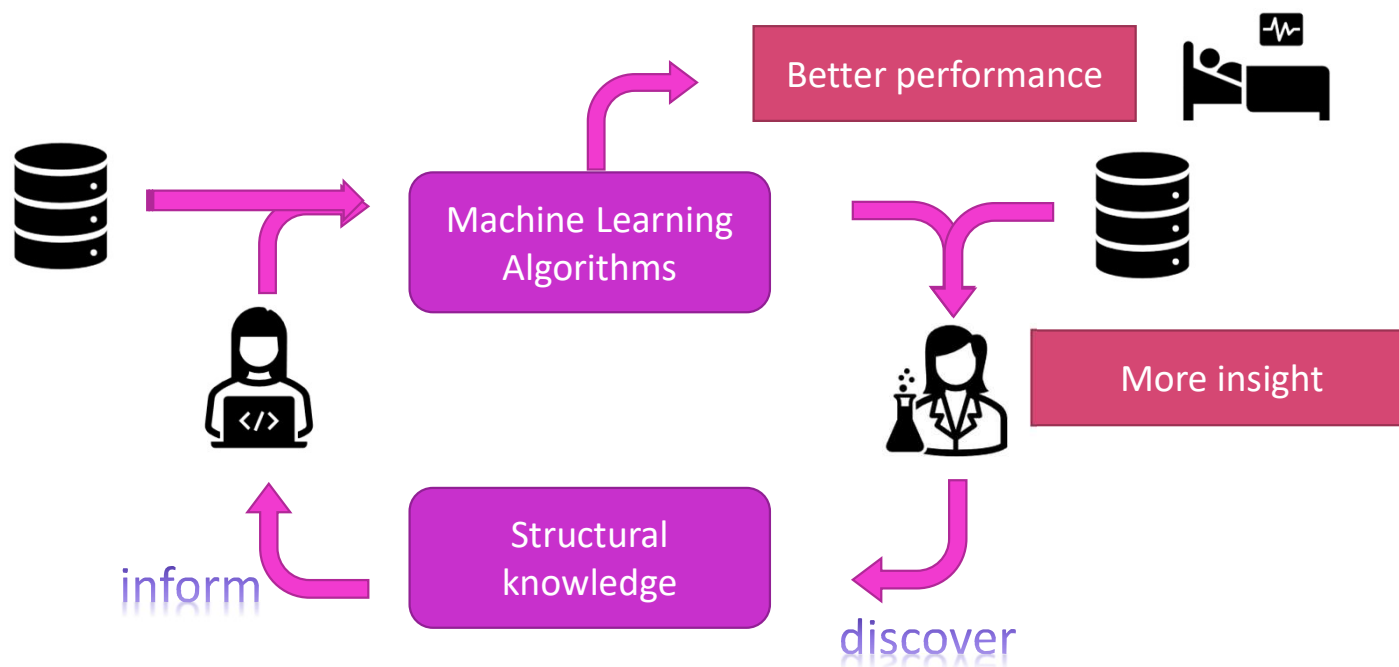 Better performance
Machine Learning
Algorithms
More insight
</>
Structural
knowledge
inform
discover